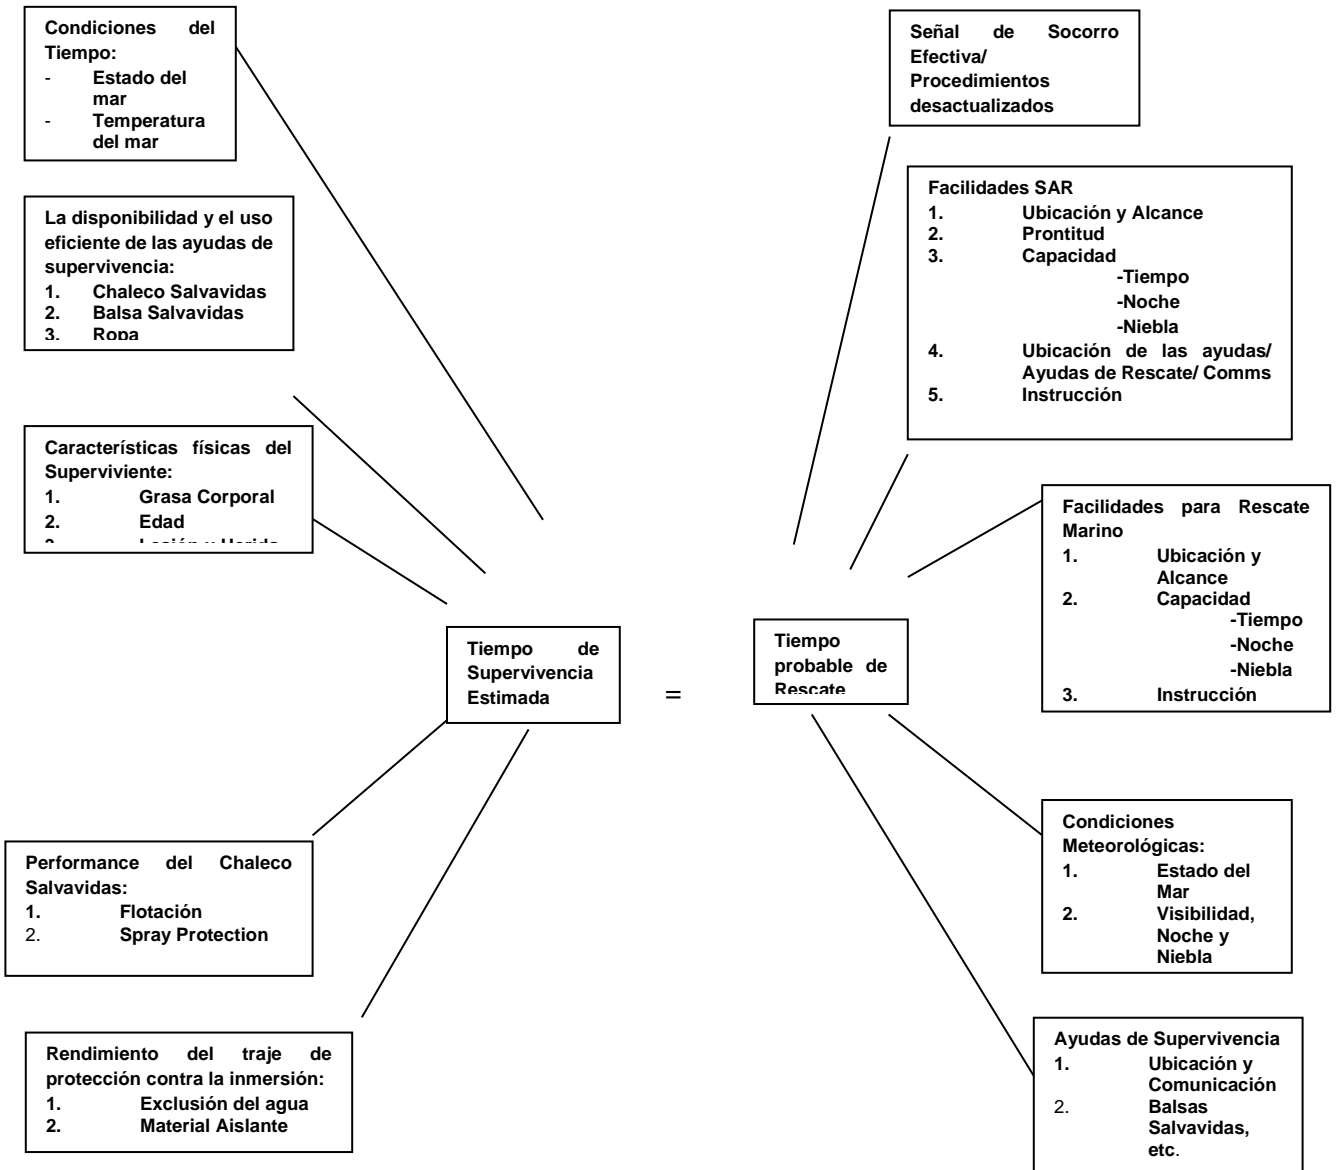 Condiciones del
Tiempo:
- Estado del
mar
- Temperatura
del mar
La disponibilidad y el uso
eficiente de las ayudas de
supervivencia:
1. Chaleco Salvavidas
2. Balsa Salvavidas
3. Ropa
Características físicas del
Superviviente:
1. Grasa Corporal
2. Edad
Tiempo de
Supervivencia
Estimada
Performance del Chaleco
Salvavidas:
1. Flotación
2. Spray Protection
Rendimiento del traje de
protección contra la inmersión:
1. Exclusión del agua
2. Material Aislante
=
Señal de Socorro
Efectiva/
Procedimientos
desactualizados
Facilidades SAR
1. Ubicación y Alcance
2. Prontitud
3. Capacidad
-Tiempo
-Noche
-Niebla
4. Ubicación de las ayudas/
Ayudas de Rescate/ Comms
5. Instrucción
Facilidades para Rescate
Marino
1. Ubicación y
Alcance
2. Capacidad
-Tiempo
-Noche
-Niebla
3. Instrucción
Tiempo
probable de
Rescate
Condiciones
Meteorológicas:
1. Estado del
Mar
2. Visibilidad,
Noche y
Niebla
Ayudas de Supervivencia
1. Ubicación y
Comunicación
2. Balsas
Salvavidas,
etc.